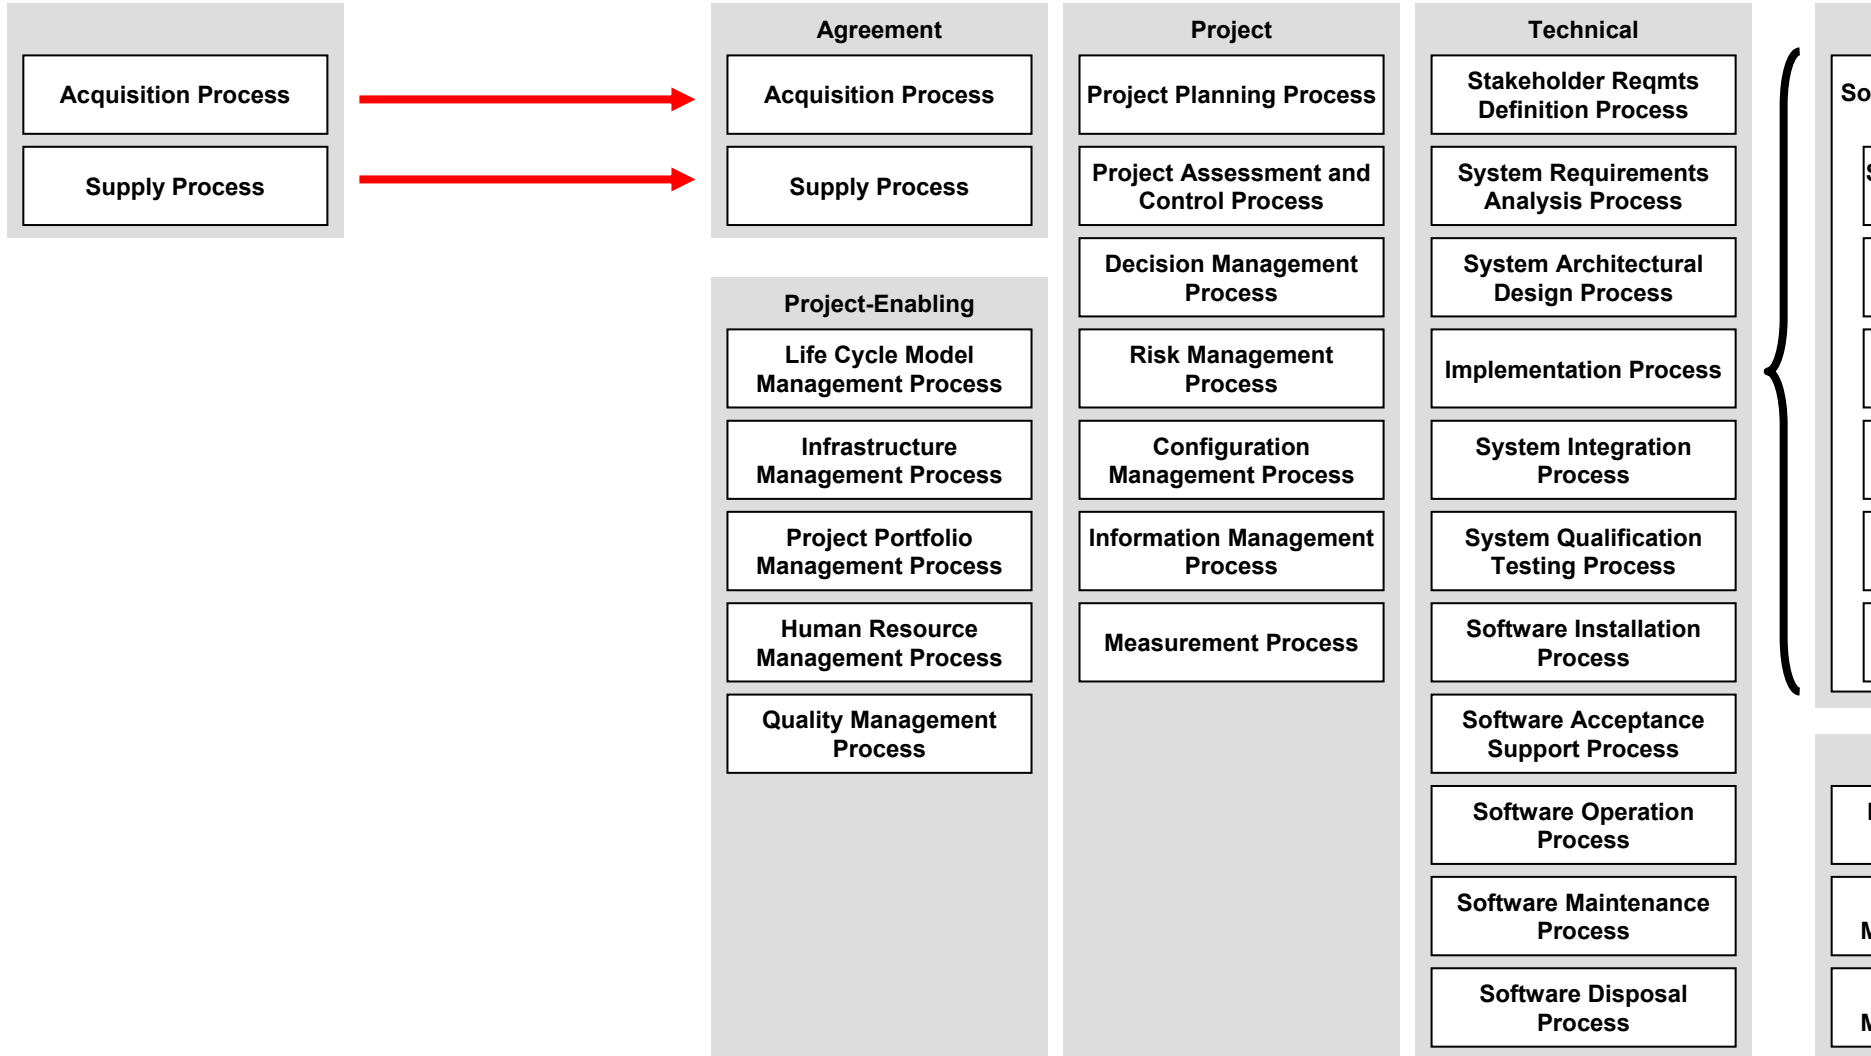 Acquisition Process
Supply Process
Agreement
Acquisition Process
Supply Process
Project-Enabling
Life Cycle Model
Management Process
Infrastructure
Management Process
Project Portfolio
Management Process
Human Resource
Management Process
Quality Management
Process
Project
Project Planning Process
Project Assessment and
Control Process
Decision Management
Process
Risk Management
Process
Configuration
Management Process
Information Management
Process
Measurement Process
Technical
Stakeholder Reqmts
Definition Process
System Requirements
Analysis Process
System Architectural
Design Process
Implementation Process
System Integration
Process
System Qualification
Testing Process
Software Installation
Process
Software Acceptance
Support Process
Software Operation
Process
Software Maintenance
Process
Software Disposal
Process